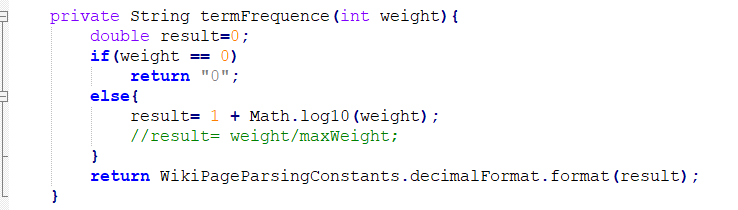 private String termFrequence(int weight){
double result=0;
if(weight == 0)
return "0";
else{
result= 1 + Math.log10(weight);
//result= weight/maxWeight;
}
return WikiPageParsingConstants.decimalFormat.format(result);
}